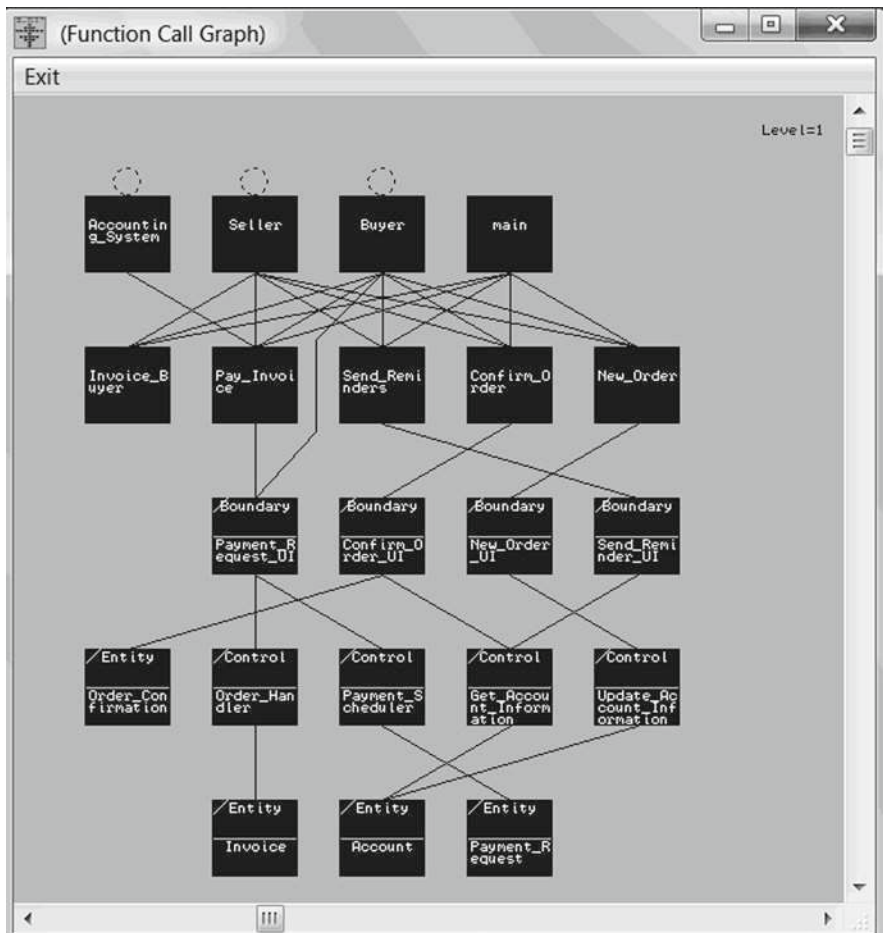 (Function Call Graph)
Exit
Level=1
Accountin
g_System
Seller
Buyer
main
Invoice_B
uyer
Pay_Invoi
ce
Send_Remi
nders
Confirm_O
rder
New_Order
/Boundary
Payment_R
equest_UI
/Boundary
Confirm_O
rder_UI
/Boundary
New_Order
_UI
/Boundary
Send_Remi
nder_UI
/Entity
Order_Con
firmation
/Control
Order_Han
dler
/Control
Payment_S
cheduler
/Control
Get_Accou
nt_Inform
ation
/Control
Update_Ac
count_Inf
ormation
/Entity
Invoice
/Entity
Account
/Entity
Payment_R
equest